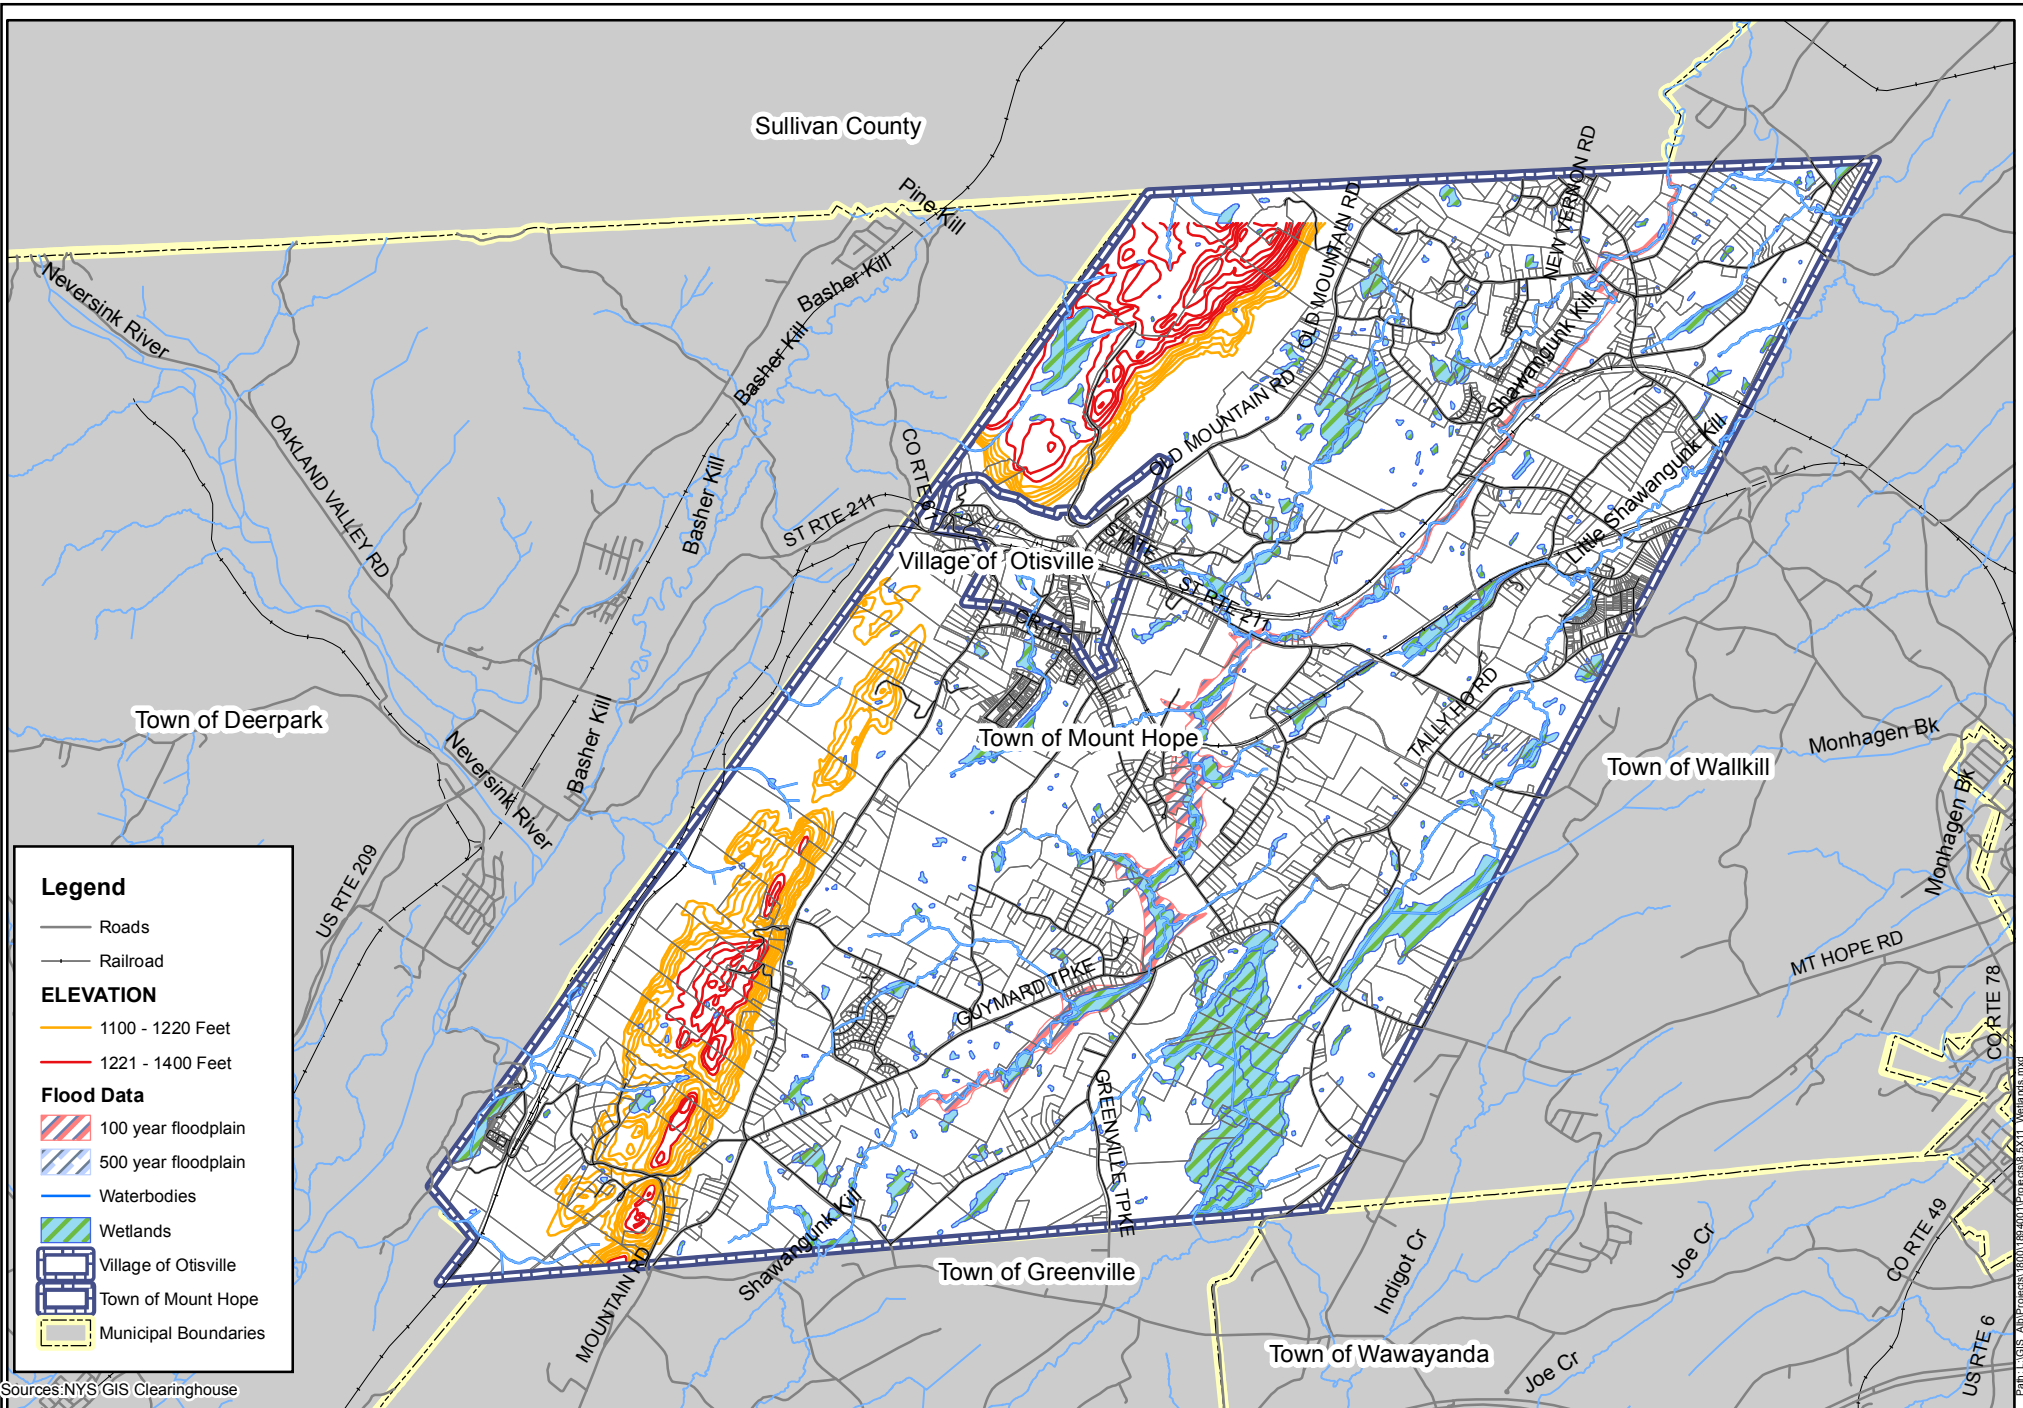 Sullivan County
Pine Kill
Basher Kill
Basher Kill
Neversink River
OAKLAND VALLEY RD
CO RTE 61
ST RTE 211
Basher Kill
OLD MOUNTAIN RD
OLD MOUNTAIN RD
NEW VERNON RD
Shawangunk Kill
Little Shawangunk Kill
STATE
Village of Otisville
ST RTE 211
CR 11
Town of Deerpark
Neversink River
Basher Kill
Town of Mount Hope
TALLY HO RD
Town of Wallkill
Monhagen Bk
Monhagen Bk
US RTE 209
MT HOPE RD
CO RTE 78
GUYMARD TPKE
GREENVILLE TPKE
Shawangunk Kill
MOUNTAIN RD
Town of Greenville
Indigot Cr
Joe Cr
CO RTE 49
Town of Wawayanda
Joe Cr
US RTE 6
Legend
Roads
Railroad
ELEVATION
1100 - 1220 Feet
1221 - 1400 Feet
Flood Data
100 year floodplain
500 year floodplain
Waterbodies
Wetlands
Village of Otisville
Town of Mount Hope
Municipal Boundaries
Sources:NYS GIS Clearinghouse